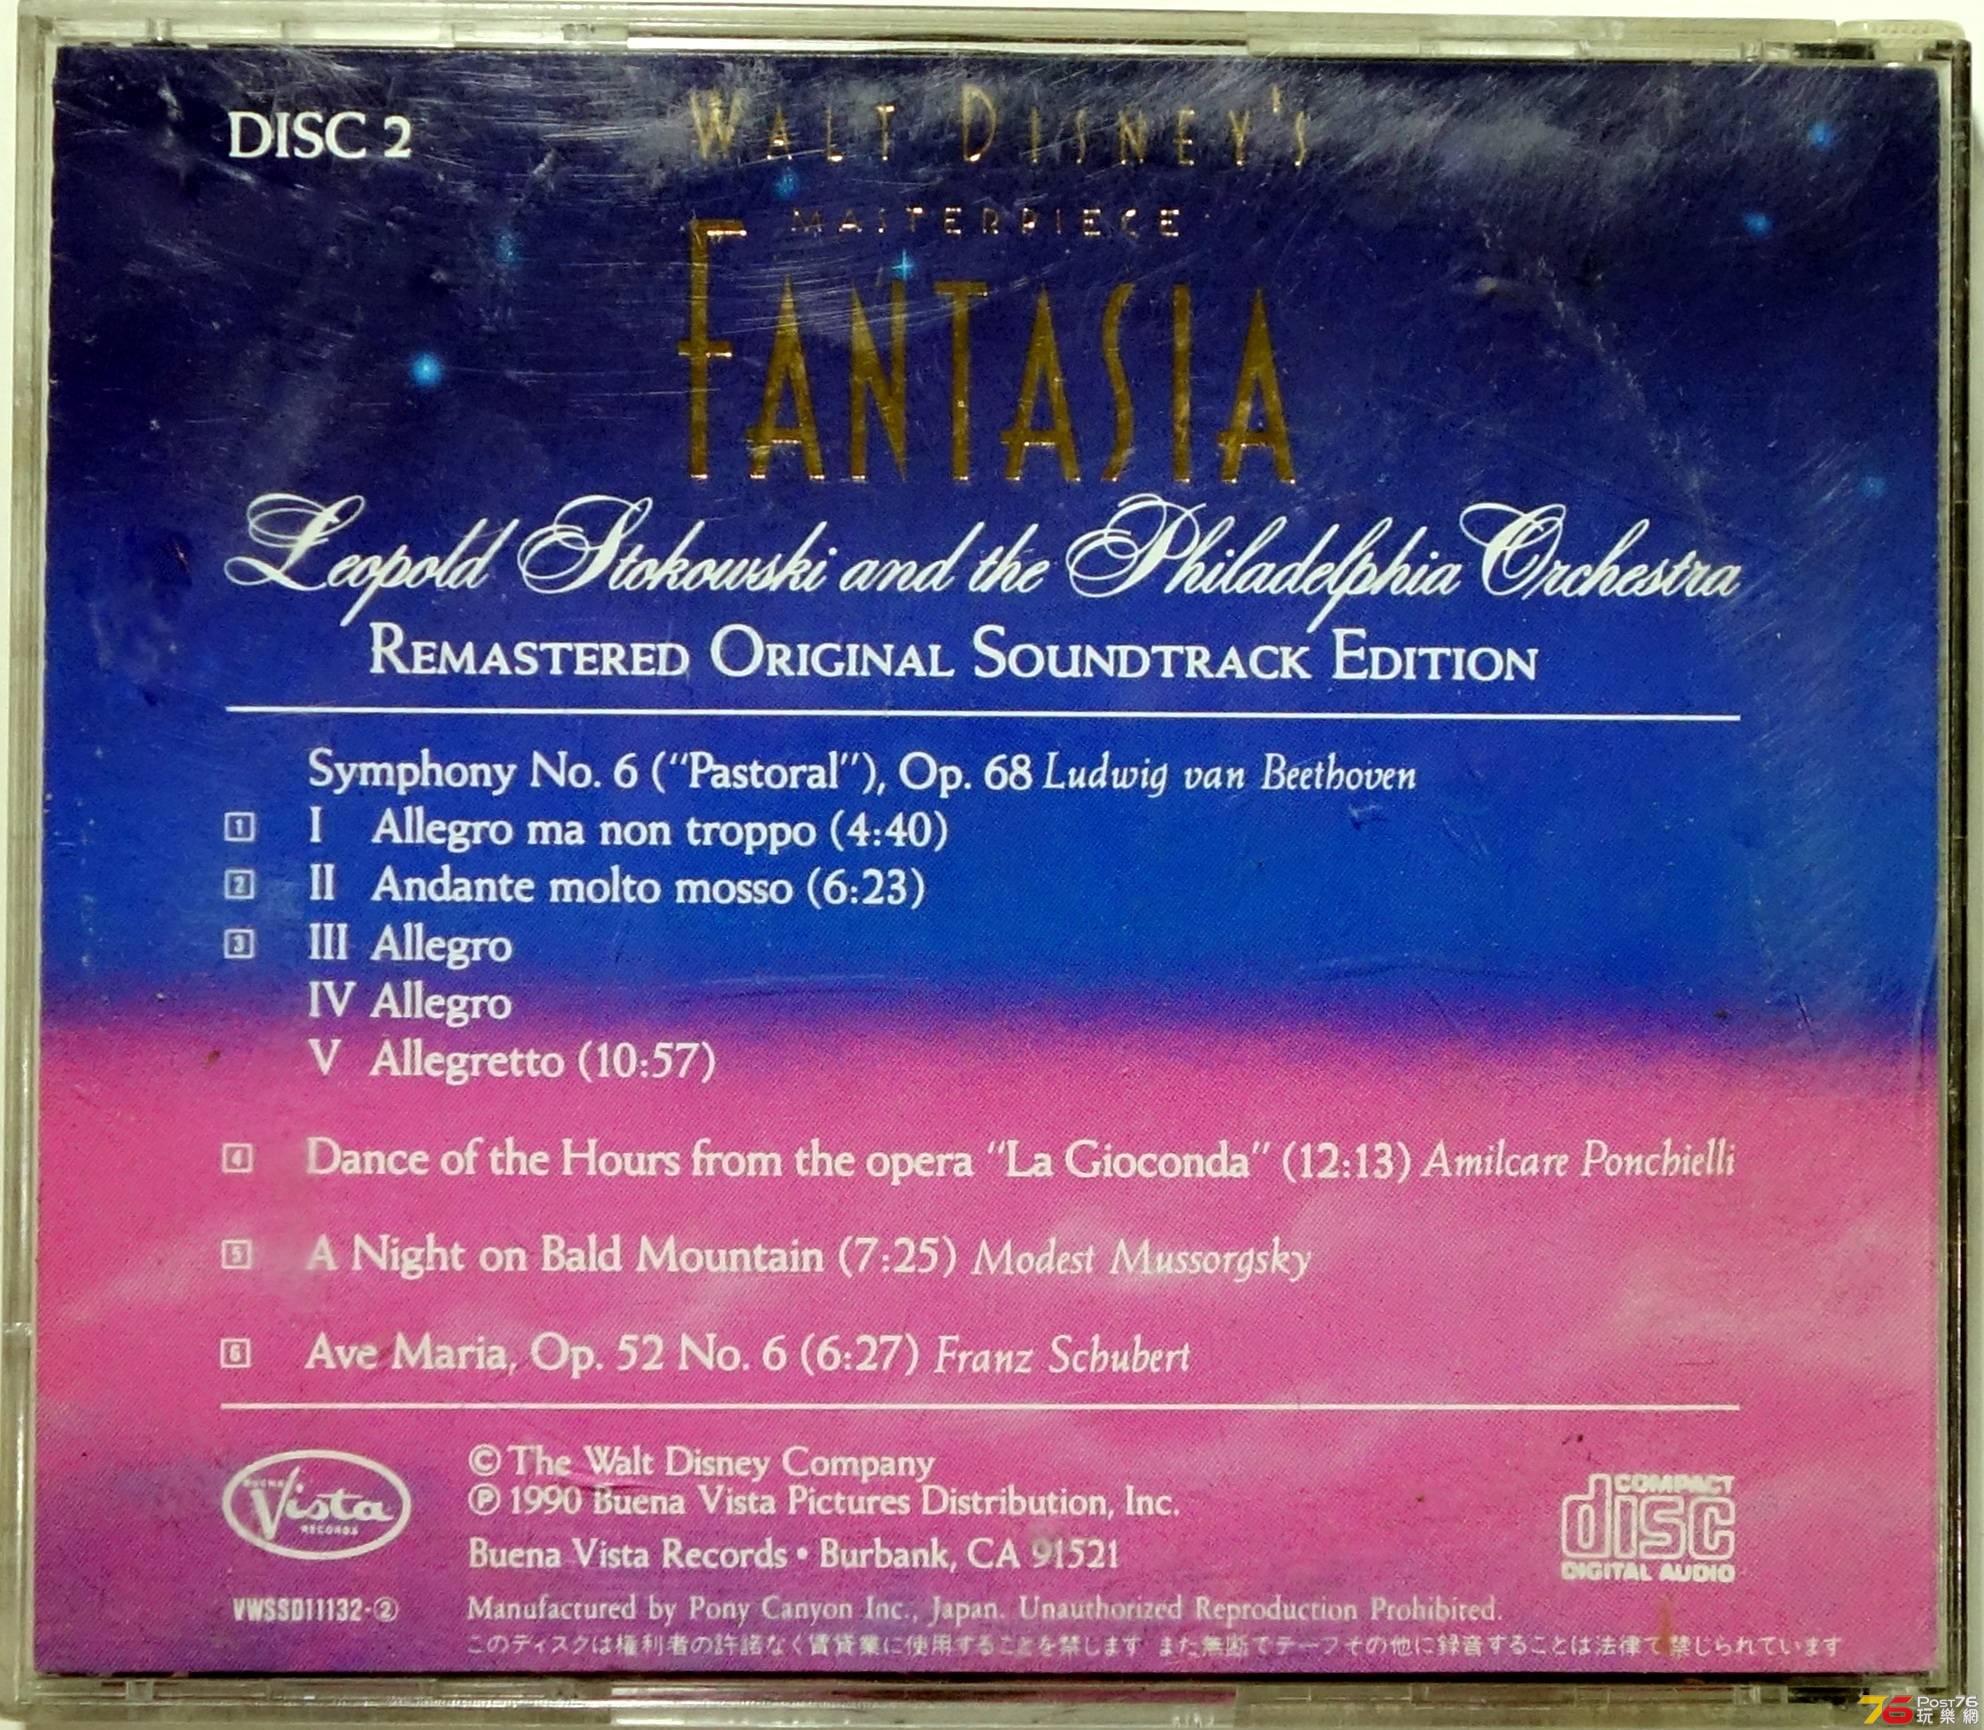 DISC 2
WALT DISNEY'S
MASTERPIECE
FANTASIA
Leopold Stokowski and the Philadelphia Orchestra
REMASTERED ORIGINAL SOUNDTRACK EDITION
Symphony No. 6 ("Pastoral"), Op. 68 Ludwig van Beethoven
1 I Allegro ma non troppo (4:40)
2 II Andante molto mosso (6:23)
3 III Allegro
IV Allegro
V Allegretto (10:57)
4 Dance of the Hours from the opera "La Gioconda" (12:13) Amilcare Ponchielli
5 A Night on Bald Mountain (7:25) Modest Mussorgsky
6 Ave Maria, Op. 52 No. 6 (6:27) Franz Schubert
BUENA Vista RECORDS
© The Walt Disney Company
℗ 1990 Buena Vista Pictures Distribution, Inc.
Buena Vista Records • Burbank, CA 91521
COMPACT
disc
DIGITAL AUDIO
VWSSD11132-②
Manufactured by Pony Canyon Inc., Japan. Unauthorized Reproduction Prohibited.
このディスクは権利者の許諾なく賃貸業に使用することを禁じます また無断でテープその他に録音することは法律で禁じられています
76 POST76
玩樂網